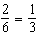 2/6 = 1/3